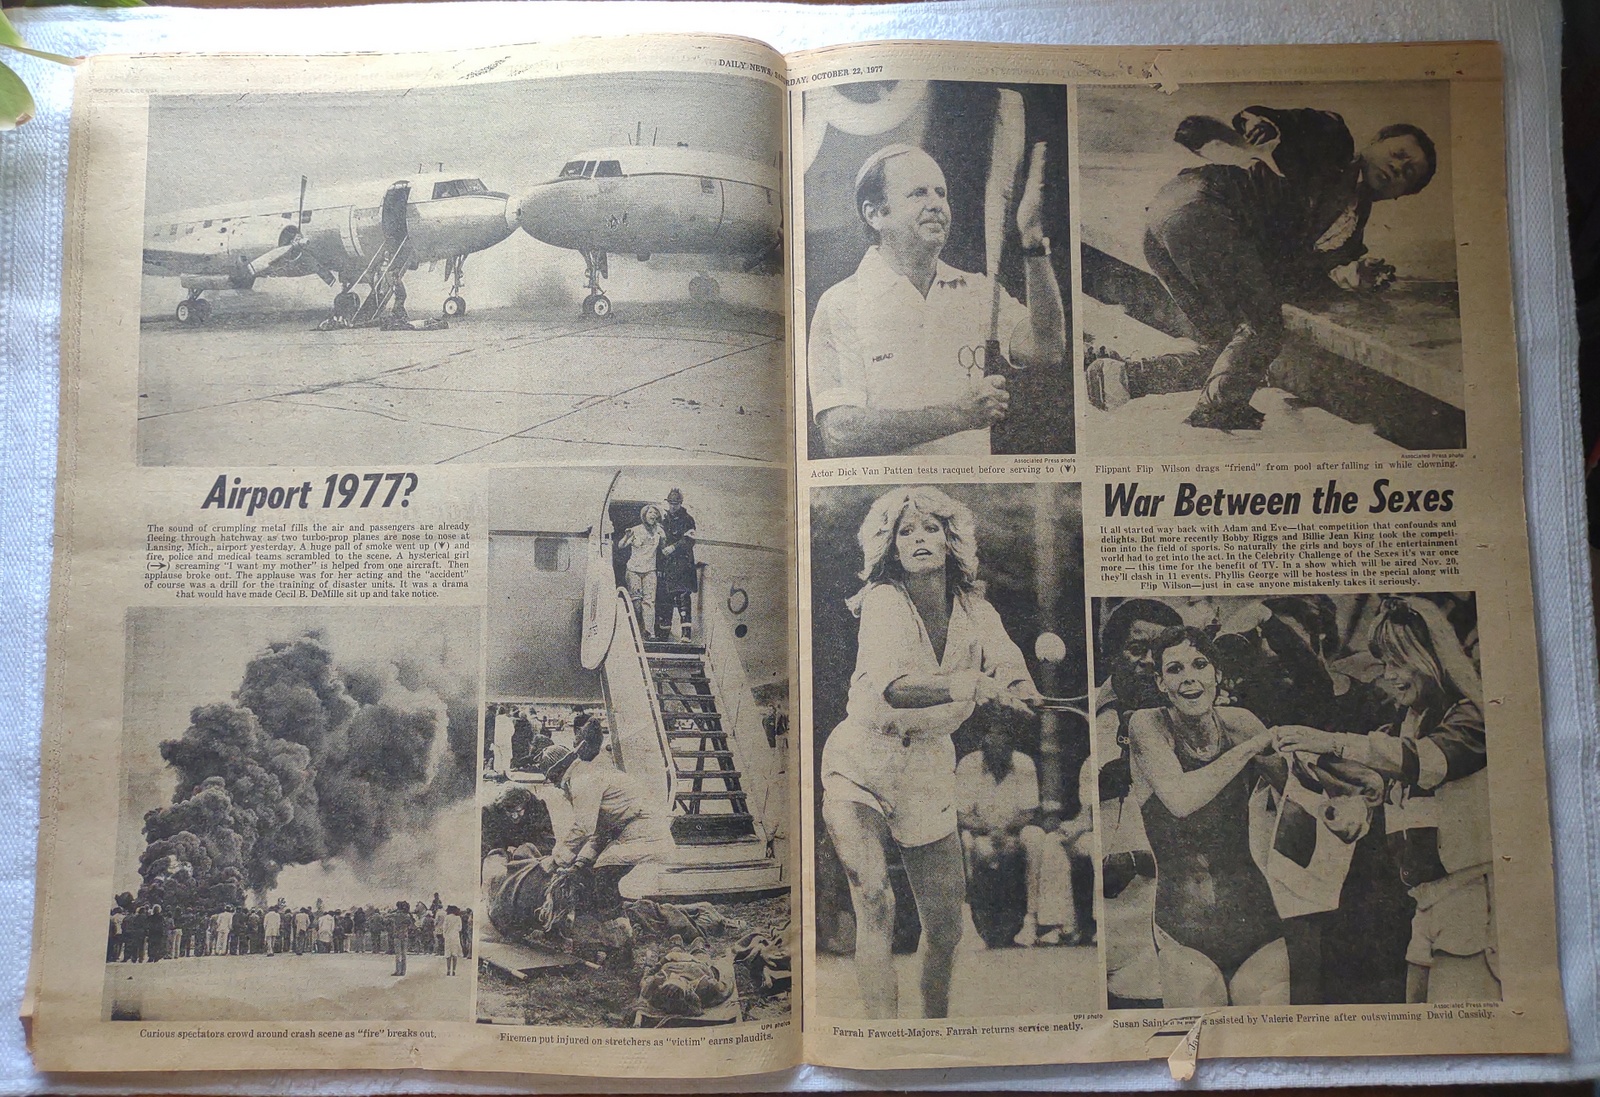 DAILY NEWS, SATURDAY, OCTOBER 22, 1977
Airport 1977?
The sound of crumpling metal fills the air and passengers are already
fleeing through hatchway as two turbo-prop planes are nose to nose at
Lansing, Mich., airport yesterday. A huge pall of smoke went up (▼) and
fire, police and medical teams scrambled to the scene. A hysterical girl
(→) screaming "I want my mother" is helped from one aircraft. Then
applause broke out. The applause was for her acting and the "accident"
of course was a drill for the training of disaster units. It was a drama
that would have made Cecil B. DeMille sit up and take notice.
Curious spectators crowd around crash scene as "fire" breaks out.
UPI photos
Firemen put injured on stretchers as "victim" earns plaudits.
HEAD
Associated Press photo
Actor Dick Van Patten tests racquet before serving to (▼)
Associated Press photo
Flippant Flip Wilson drags "friend" from pool after falling in while clowning.
War Between the Sexes
It all started way back with Adam and Eve—that competition that confounds and
delights. But more recently Bobby Riggs and Billie Jean King took the competi-
tion into the field of sports. So naturally the girls and boys of the entertainment
world had to get into the act. In the Celebrity Challenge of the Sexes it's war once
more — this time for the benefit of TV. In a show which will be aired Nov. 20,
they'll clash in 11 events. Phyllis George will be hostess in the special along with
Flip Wilson—just in case anyone mistakenly takes it seriously.
UPI photo
Farrah Fawcett-Majors. Farrah returns service neatly.
Associated Press photo
Susan Saint assisted by Valerie Perrine after outswimming David Cassidy.